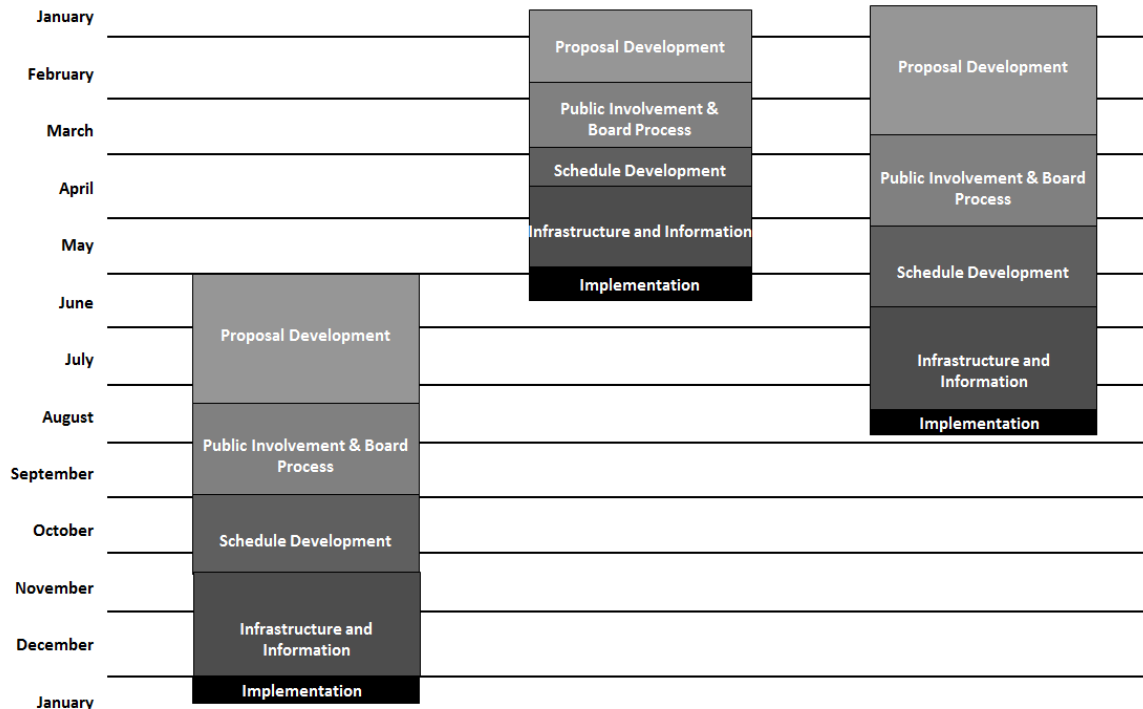 January
February
March
April
May
June
July
August
September
October
November
December
January
Proposal Development
Public Involvement & Board
Process
Schedule Development
Infrastructure and
Information
Implementation
Proposal Development
Public Involvement &
Board Process
Schedule Development
Infrastructure and Information
Implementation
Proposal Development
Public Involvement & Board
Process
Schedule Development
Infrastructure and
Information
Implementation